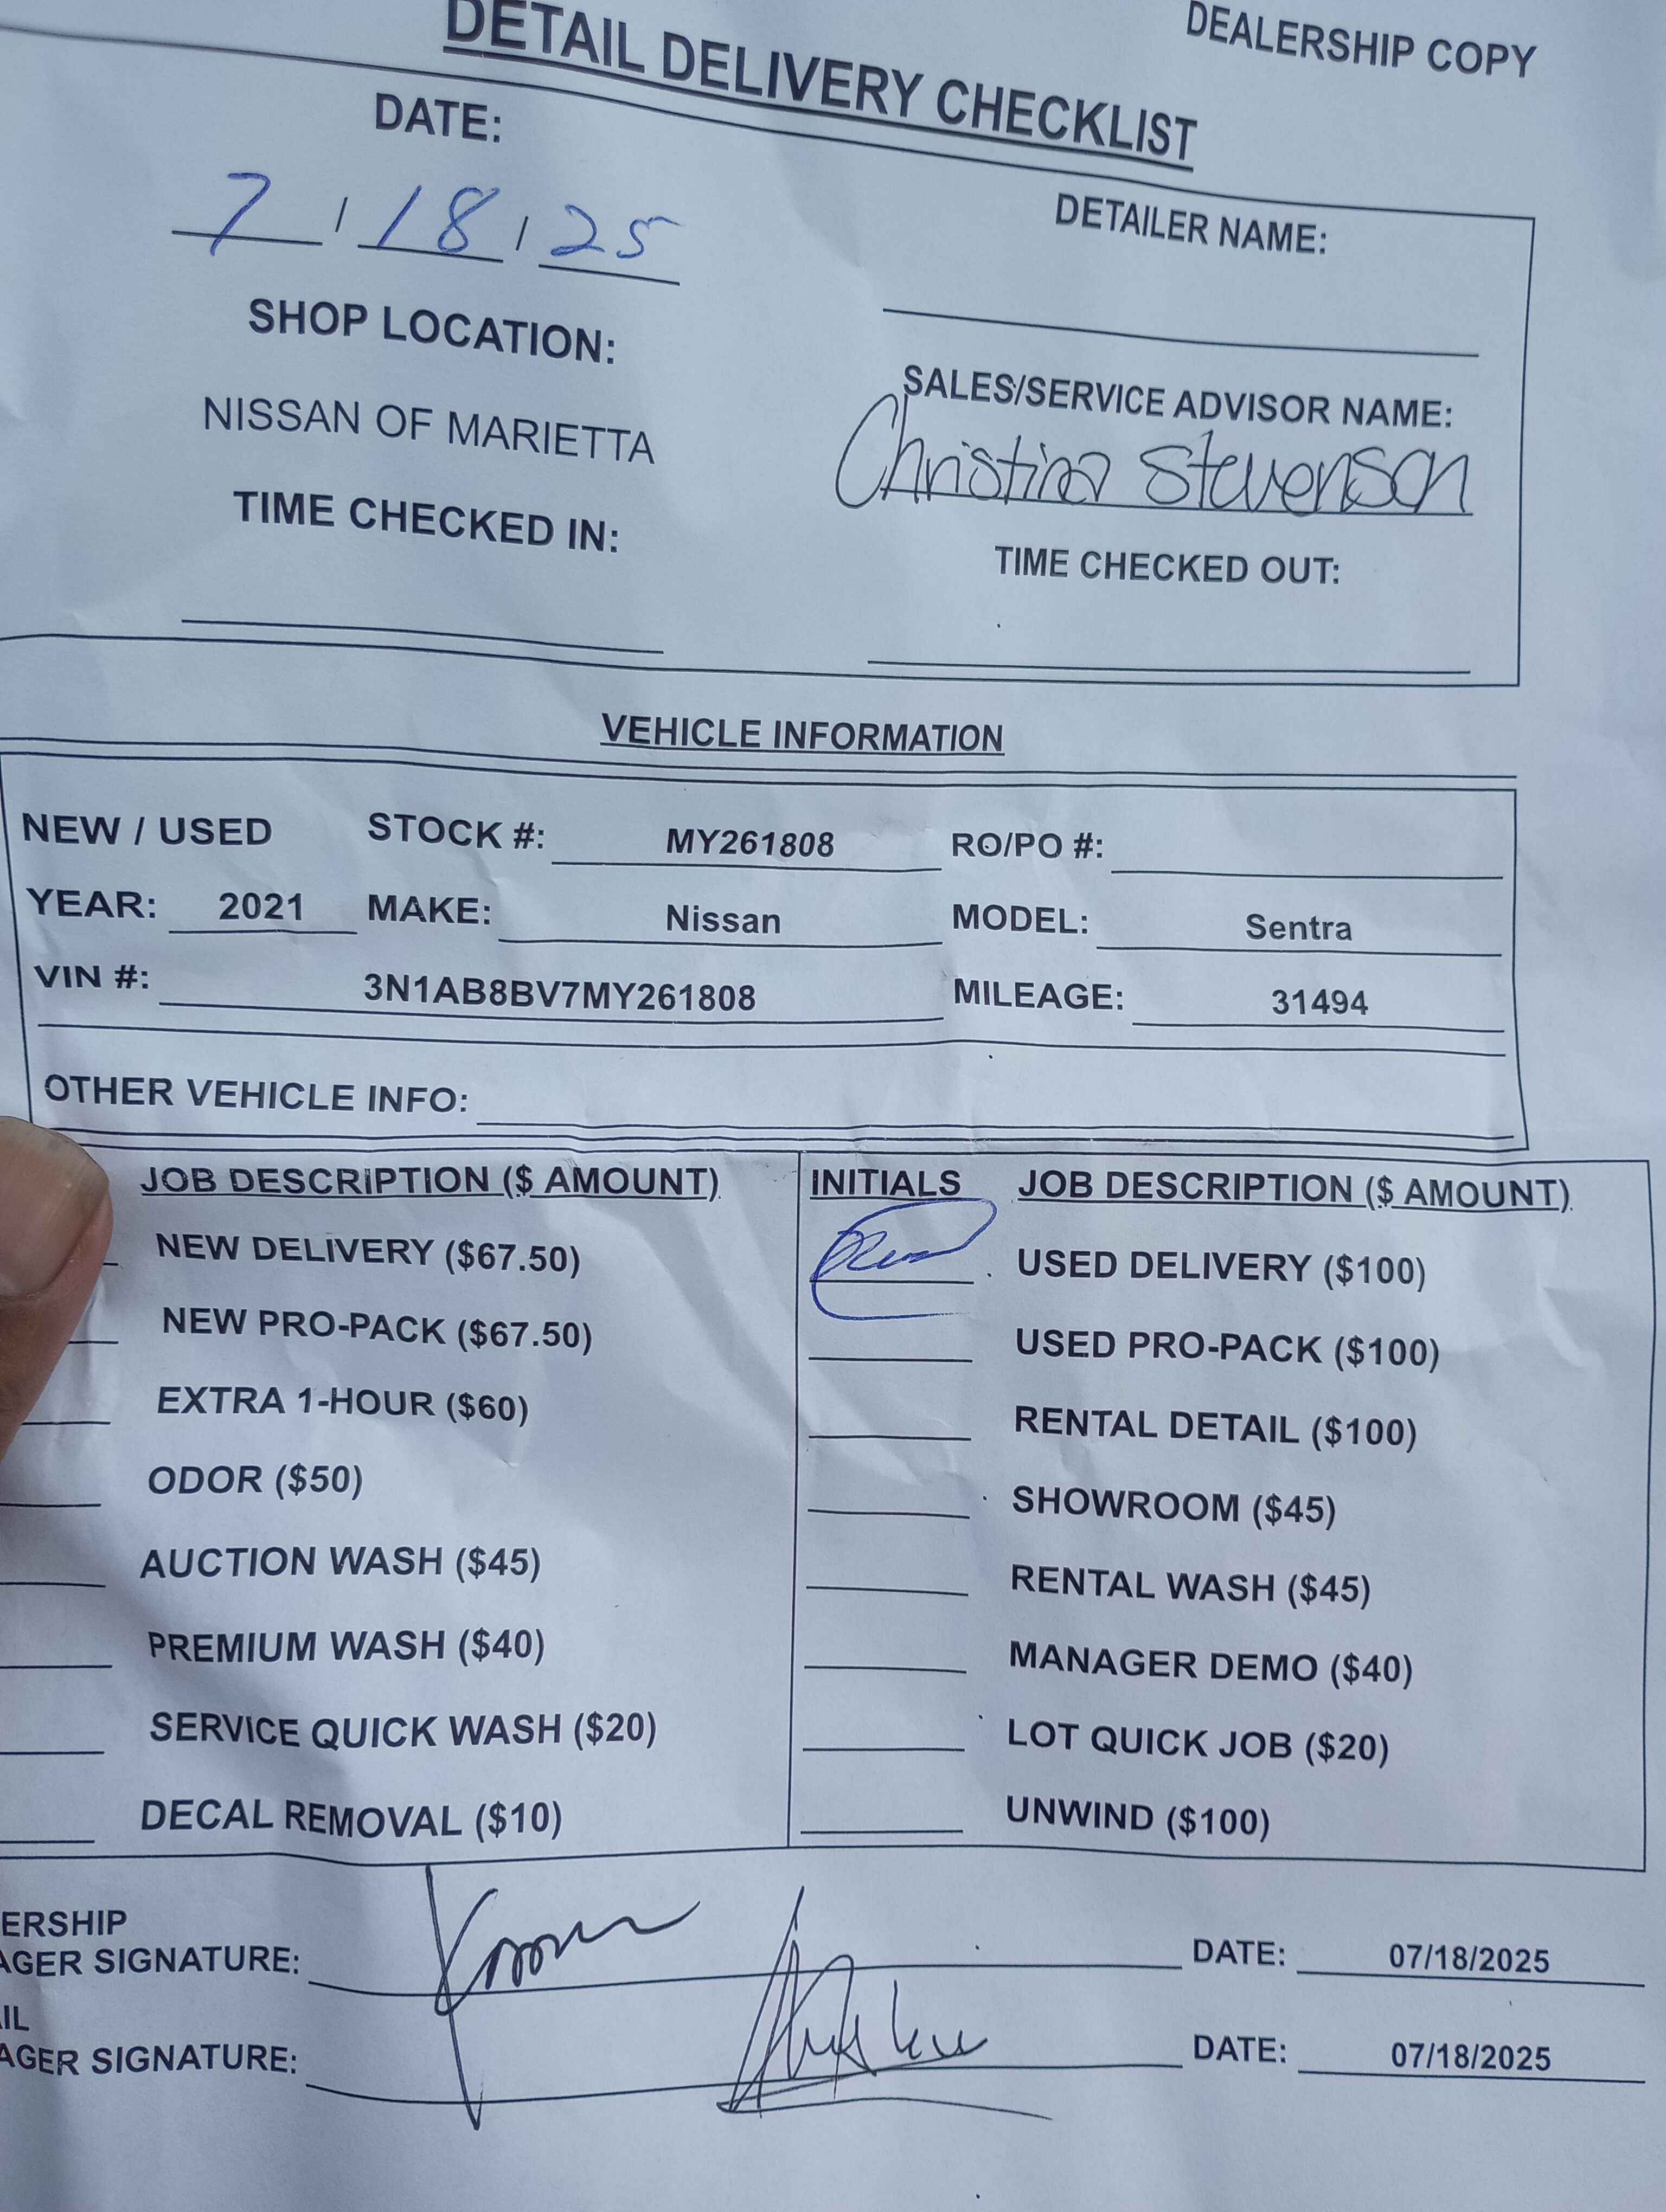 DEALERSHIP COPY
DETAIL DELIVERY CHECKLIST
DATE:
7 / 18 / 25
DETAILER NAME:
SHOP LOCATION:
NISSAN OF MARIETTA
SALES/SERVICE ADVISOR NAME:
Christina Stevenson
TIME CHECKED IN:
TIME CHECKED OUT:
VEHICLE INFORMATION
NEW / USED STOCK #: MY261808 RO/PO #:
YEAR: 2021 MAKE: Nissan MODEL: Sentra
VIN #: 3N1AB8BV7MY261808 MILEAGE: 31494
OTHER VEHICLE INFO:
JOB DESCRIPTION ($ AMOUNT) INITIALS JOB DESCRIPTION ($ AMOUNT)
NEW DELIVERY ($67.50) USED DELIVERY ($100)
NEW PRO-PACK ($67.50) USED PRO-PACK ($100)
EXTRA 1-HOUR ($60) RENTAL DETAIL ($100)
ODOR ($50) SHOWROOM ($45)
AUCTION WASH ($45) RENTAL WASH ($45)
PREMIUM WASH ($40) MANAGER DEMO ($40)
SERVICE QUICK WASH ($20) LOT QUICK JOB ($20)
DECAL REMOVAL ($10) UNWIND ($100)
ERSHIP
AGER SIGNATURE: DATE: 07/18/2025
IL
AGER SIGNATURE: DATE: 07/18/2025